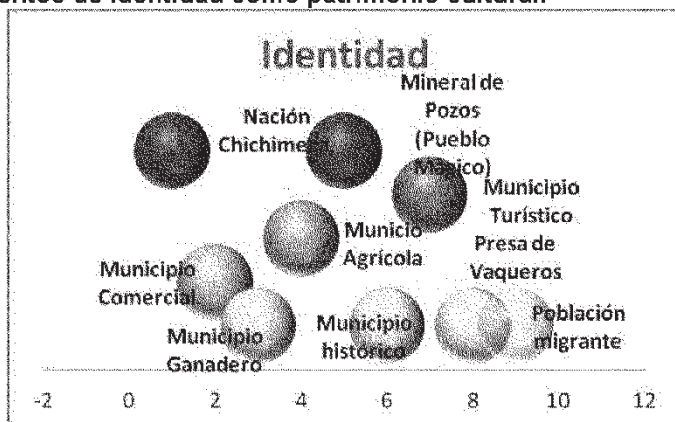 Identidad
Mineral de
Pozos
(Pueblo
Mágico)
Nación
Chichimeca
Municipio
Turístico
Municio
Agrícola
Presa de
Vaqueros
Municipio
Comercial
Municipio
Ganadero
Municipio
histórico
Población
migrante
-2 0 2 4 6 8 10 12